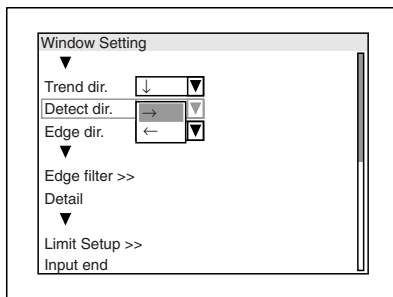 Window Setting
▼
Trend dir. ↓ ▼
Detect dir. → ▼
Edge dir. ← ▼
▼
Edge filter >>
Detail
▼
Limit Setup >>
Input end